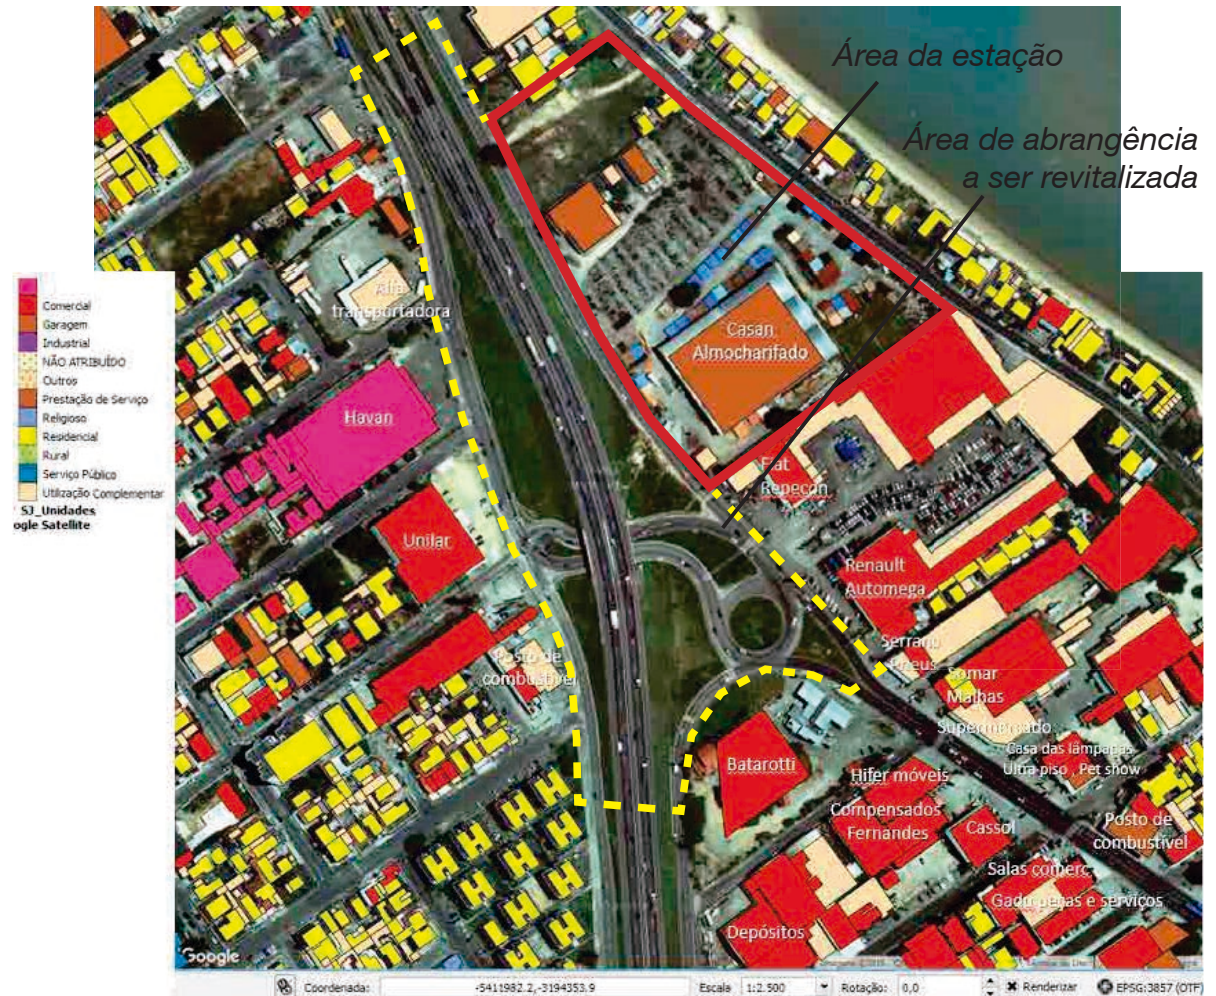 Área da estação
Área de abrangência
a ser revitalizada
Alfa
transportadora
Casan
Almocharifado
Comercial
Garagem
Industrial
NÃO ATRIBUÍDO
Outros
Prestação de Serviço
Religioso
Residencial
Rural
Serviço Público
Utilização Complementar
SJ_Unidades
ogle Satellite
Havan
Fiat
Repecon
Unilar
Renault
Automega
Serrano
Pneus
Posto de
combustível
Somar
Malhas
Supermercado
Casa das lâmpadas
Ultra piso , Pet show
Batarotti
Hifer móveis
Compensados
Fernandes
Cassol
Posto de
combustível
Salas comerc
Gadu peças e serviços
Depósitos
Google
Coordenada:
-5411982.2,-3194353.9
Escala
1:2.500
Rotação:
0,0
Renderizar
EPSG:3857 (OTF)